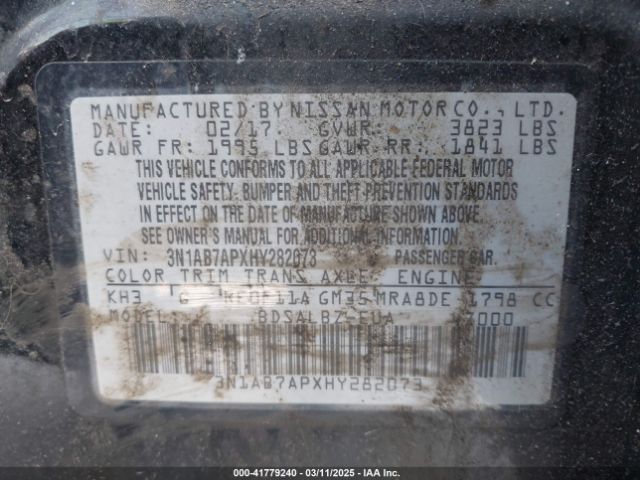 MANUFACTURED BY NISSAN MOTOR CO., LTD.
DATE: 02/17 GVWR: 3823 LBS
GAWR FR: 1995 LBS GAWR RR: 1841 LBS
THIS VEHICLE CONFORMS TO ALL APPLICABLE FEDERAL MOTOR
VEHICLE SAFETY, BUMPER AND THEFT PREVENTION STANDARDS
IN EFFECT ON THE DATE OF MANUFACTURE SHOWN ABOVE.
SEE OWNER'S MANUAL FOR ADDITIONAL INFORMATION.
VIN: 3N1AB7APXHY282073 PASSENGER CAR.
COLOR TRIM TRANS AXLE ENGINE
KH3 G RE0F11A GM35 MRA8DE 1798 CC
MODEL:
3N1AB7APXHY282073
000-41779240 - 03/11/2025 - IAA Inc.